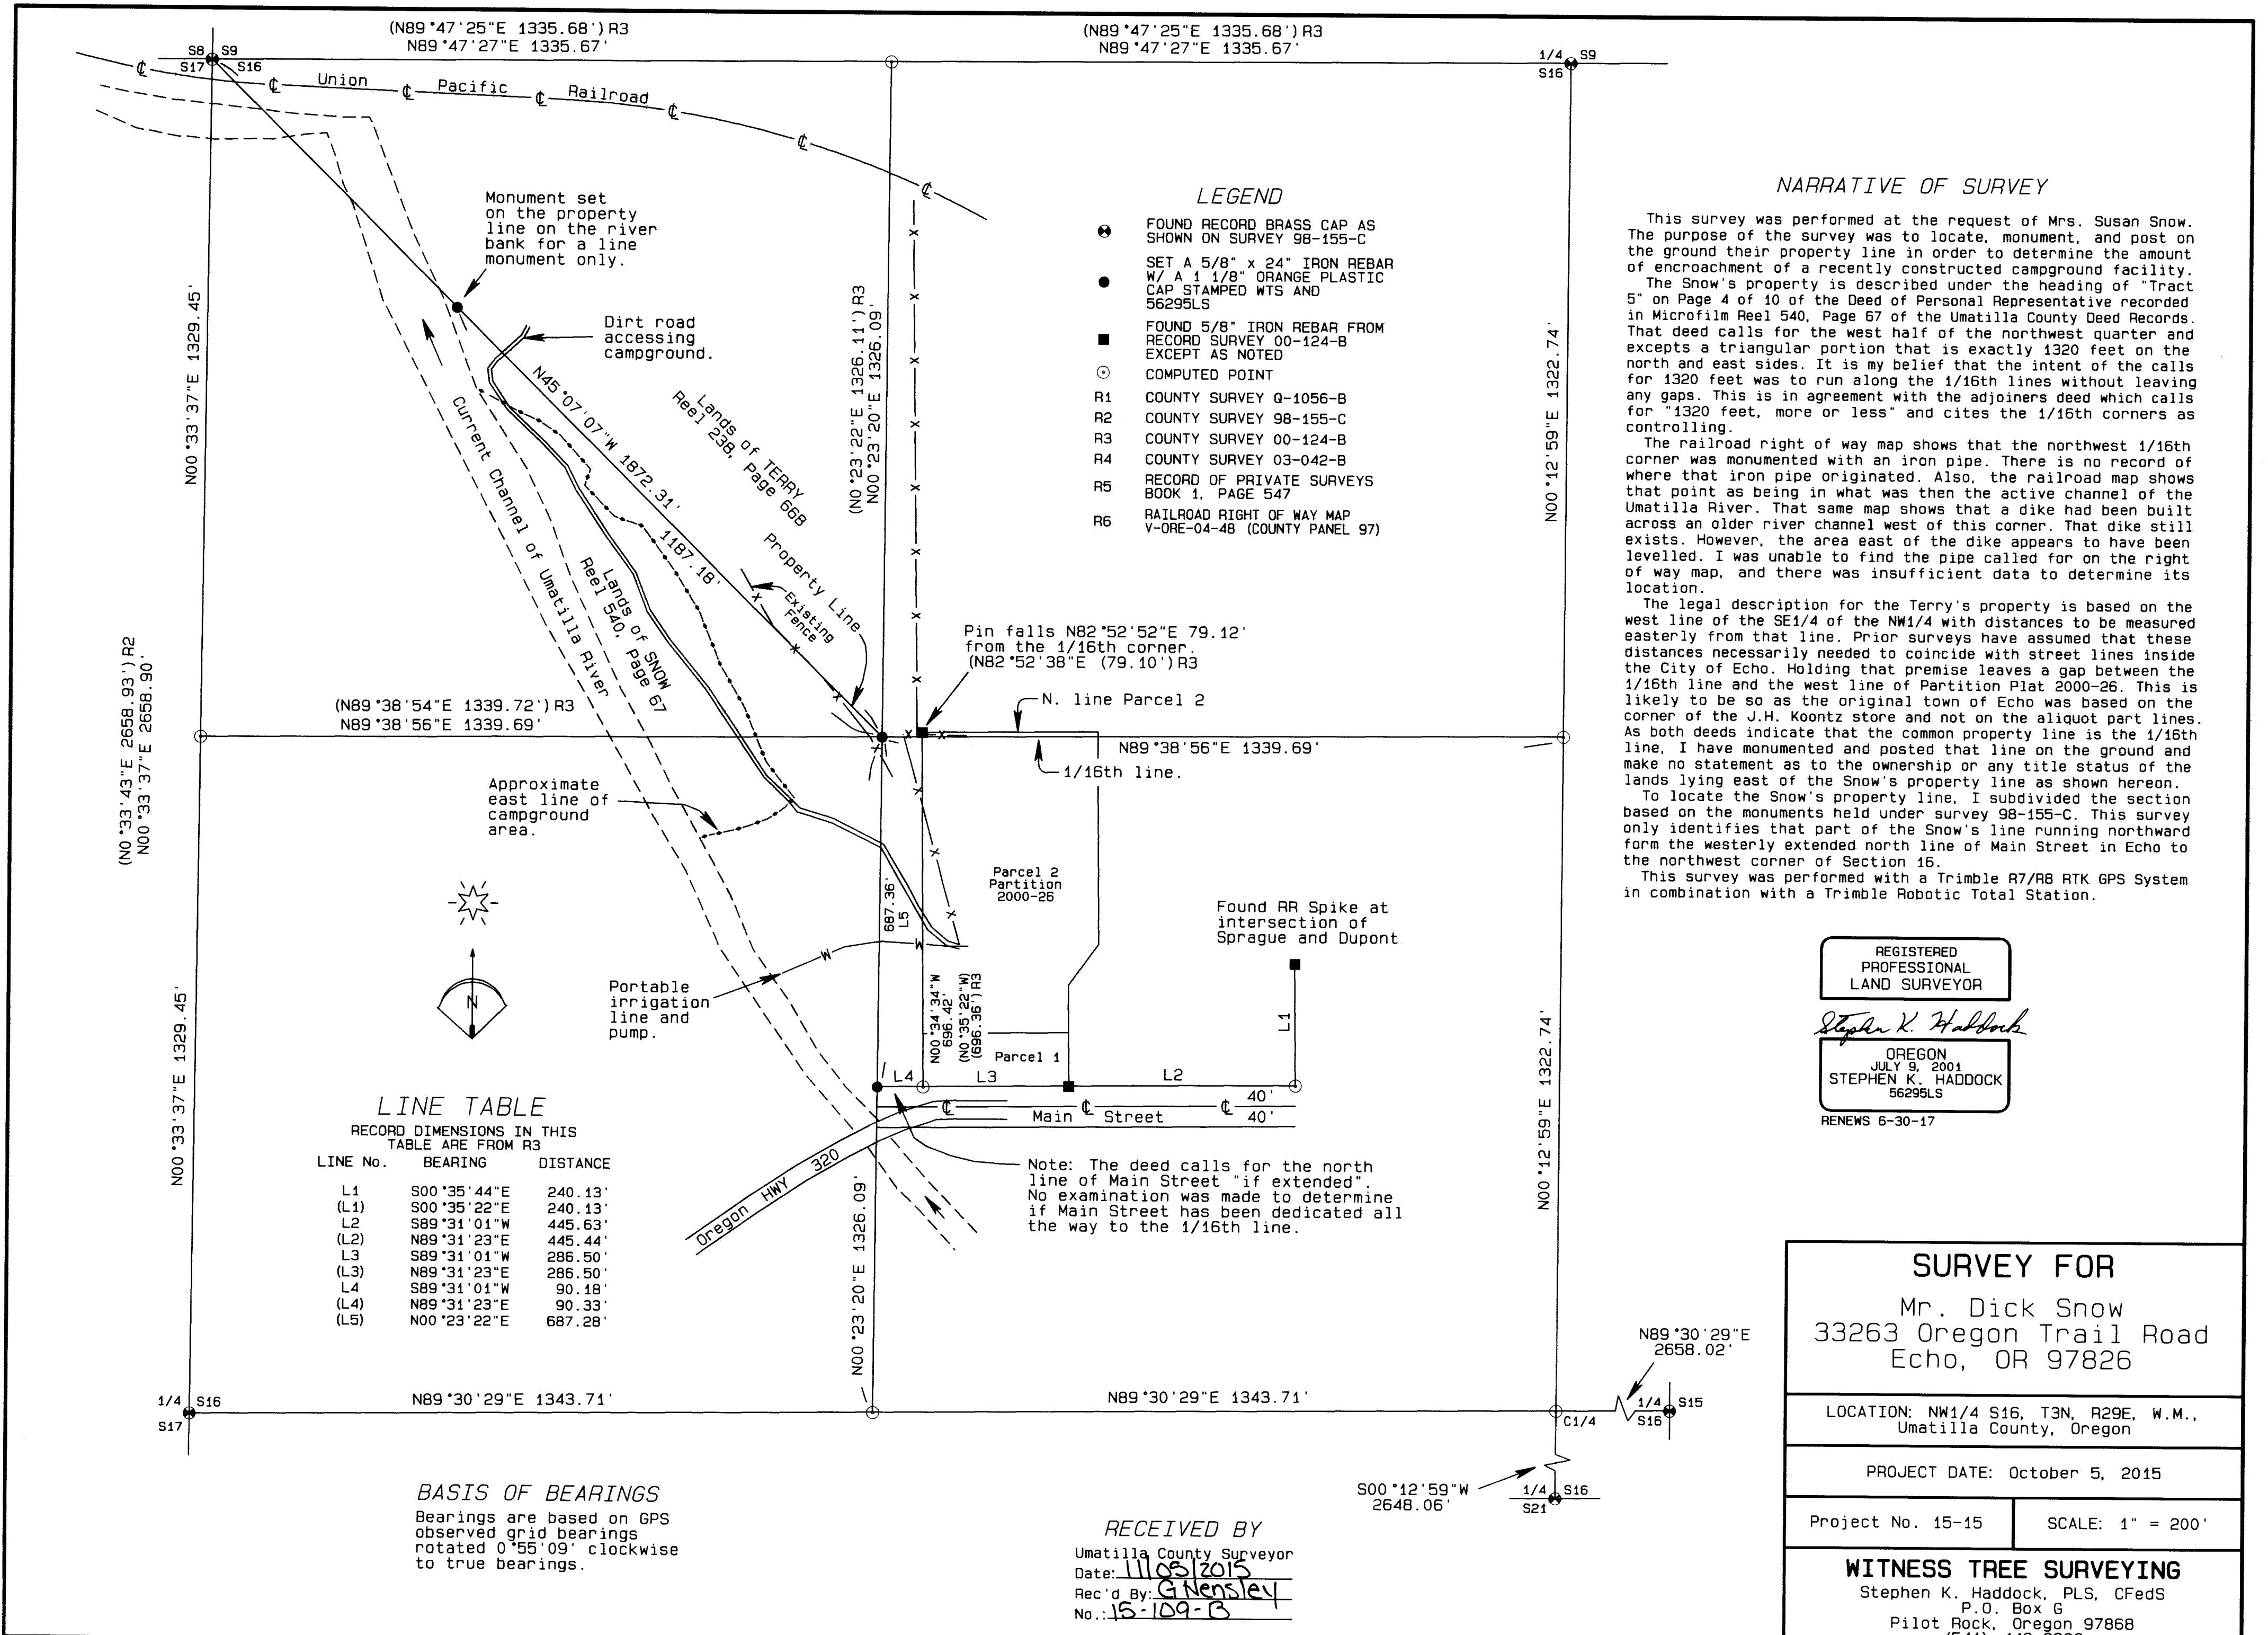 (N89°47'25"E 1335.68')R3
N89°47'27"E 1335.67'
(N89°47'25"E 1335.68')R3
N89°47'27"E 1335.67'
S8 S9
S17 S16
1/4 S9
S16
Union Pacific Railroad
Monument set
on the property
line on the river
bank for a line
monument only.
Dirt road
accessing
campground.
N00°33'37"E 1329.45'
N45°07'07"W 1872.31'
1187.18'
Lands of TERRY
Reel 238, Page 668
(N0°23'22"E 1326.11')R3
N00°23'20"E 1326.09'
N00°12'59"E 1322.74'
Current Channel of Umatilla River
Lands of SNOW
Reel 540, Page 67
Property Line
Existing
Fence
LEGEND
FOUND RECORD BRASS CAP AS
SHOWN ON SURVEY 98-155-C
SET A 5/8" x 24" IRON REBAR
W/ A 1 1/8" ORANGE PLASTIC
CAP STAMPED WTS AND
56295LS
FOUND 5/8" IRON REBAR FROM
RECORD SURVEY 00-124-B
EXCEPT AS NOTED
COMPUTED POINT
R1 COUNTY SURVEY Q-1056-B
R2 COUNTY SURVEY 98-155-C
R3 COUNTY SURVEY 00-124-B
R4 COUNTY SURVEY 03-042-B
R5 RECORD OF PRIVATE SURVEYS
BOOK 1, PAGE 547
R6 RAILROAD RIGHT OF WAY MAP
V-ORE-04-48 (COUNTY PANEL 97)
Pin falls N82°52'52"E 79.12'
from the 1/16th corner.
(N82°52'38"E (79.10')R3
N. line Parcel 2
(N89°38'54"E 1339.72')R3
N89°38'56"E 1339.69'
N89°38'56"E 1339.69'
1/16th line.
(N0°33'43"E 2658.93')R2
N00°33'37"E 2658.90'
Approximate
east line of
campground
area.
Parcel 2
Partition
2000-26
687.36'
L5
Found RR Spike at
intersection of
Sprague and Dupont
N
Portable
irrigation
line and
pump.
N00°34'34"W
696.42'
(N0°35'22"W)
(696.36')R3
Parcel 1
L1
L4 L3 L2
40'
Main Street
40'
Oregon HWY 320
N00°33'37"E 1329.45'
N00°23'20"E 1326.09'
N00°12'59"E 1322.74'
Note: The deed calls for the north
line of Main Street "if extended".
No examination was made to determine
if Main Street has been dedicated all
the way to the 1/16th line.
LINE TABLE
RECORD DIMENSIONS IN THIS
TABLE ARE FROM R3
LINE No. BEARING DISTANCE
L1 S00°35'44"E 240.13'
(L1) S00°35'22"E 240.13'
L2 S89°31'01"W 445.63'
(L2) N89°31'23"E 445.44'
L3 S89°31'01"W 286.50'
(L3) N89°31'23"E 286.50'
L4 S89°31'01"W 90.18'
(L4) N89°31'23"E 90.33'
(L5) N00°23'22"E 687.28'
1/4 S16
S17
N89°30'29"E 1343.71'
N89°30'29"E 1343.71'
C1/4
N89°30'29"E
2658.02'
1/4 S15
S16
S00°12'59"W
2648.06'
1/4 S16
S21
BASIS OF BEARINGS
Bearings are based on GPS
observed grid bearings
rotated 0°55'09' clockwise
to true bearings.
RECEIVED BY
Umatilla County Surveyor
Date: 11/05/2015
Rec'd By: GHensley
No.: 15-109-B
NARRATIVE OF SURVEY
This survey was performed at the request of Mrs. Susan Snow.
The purpose of the survey was to locate, monument, and post on
the ground their property line in order to determine the amount
of encroachment of a recently constructed campground facility.
The Snow's property is described under the heading of "Tract
5" on Page 4 of 10 of the Deed of Personal Representative recorded
in Microfilm Reel 540, Page 67 of the Umatilla County Deed Records.
That deed calls for the west half of the northwest quarter and
excepts a triangular portion that is exactly 1320 feet on the
north and east sides. It is my belief that the intent of the calls
for 1320 feet was to run along the 1/16th lines without leaving
any gaps. This is in agreement with the adjoiners deed which calls
for "1320 feet, more or less" and cites the 1/16th corners as
controlling.
The railroad right of way map shows that the northwest 1/16th
corner was monumented with an iron pipe. There is no record of
where that iron pipe originated. Also, the railroad map shows
that point as being in what was then the active channel of the
Umatilla River. That same map shows that a dike had been built
across an older river channel west of this corner. That dike still
exists. However, the area east of the dike appears to have been
levelled. I was unable to find the pipe called for on the right
of way map, and there was insufficient data to determine its
location.
The legal description for the Terry's property is based on the
west line of the SE1/4 of the NW1/4 with distances to be measured
easterly from that line. Prior surveys have assumed that these
distances necessarily needed to coincide with street lines inside
the City of Echo. Holding that premise leaves a gap between the
1/16th line and the west line of Partition Plat 2000-26. This is
likely to be so as the original town of Echo was based on the
corner of the J.H. Koontz store and not on the aliquot part lines.
As both deeds indicate that the common property line is the 1/16th
line, I have monumented and posted that line on the ground and
make no statement as to the ownership or any title status of the
lands lying east of the Snow's property line as shown hereon.
To locate the Snow's property line, I subdivided the section
based on the monuments held under survey 98-155-C. This survey
only identifies that part of the Snow's line running northward
form the westerly extended north line of Main Street in Echo to
the northwest corner of Section 16.
This survey was performed with a Trimble R7/R8 RTK GPS System
in combination with a Trimble Robotic Total Station.
REGISTERED
PROFESSIONAL
LAND SURVEYOR
Stephen K. Haddock
OREGON
JULY 9, 2001
STEPHEN K. HADDOCK
56295LS
RENEWS 6-30-17
SURVEY FOR
Mr. Dick Snow
33263 Oregon Trail Road
Echo, OR 97826
LOCATION: NW1/4 S16, T3N, R29E, W.M.,
Umatilla County, Oregon
PROJECT DATE: October 5, 2015
Project No. 15-15
SCALE: 1" = 200'
WITNESS TREE SURVEYING
Stephen K. Haddock, PLS, CFedS
P.O. Box G
Pilot Rock, Oregon 97868